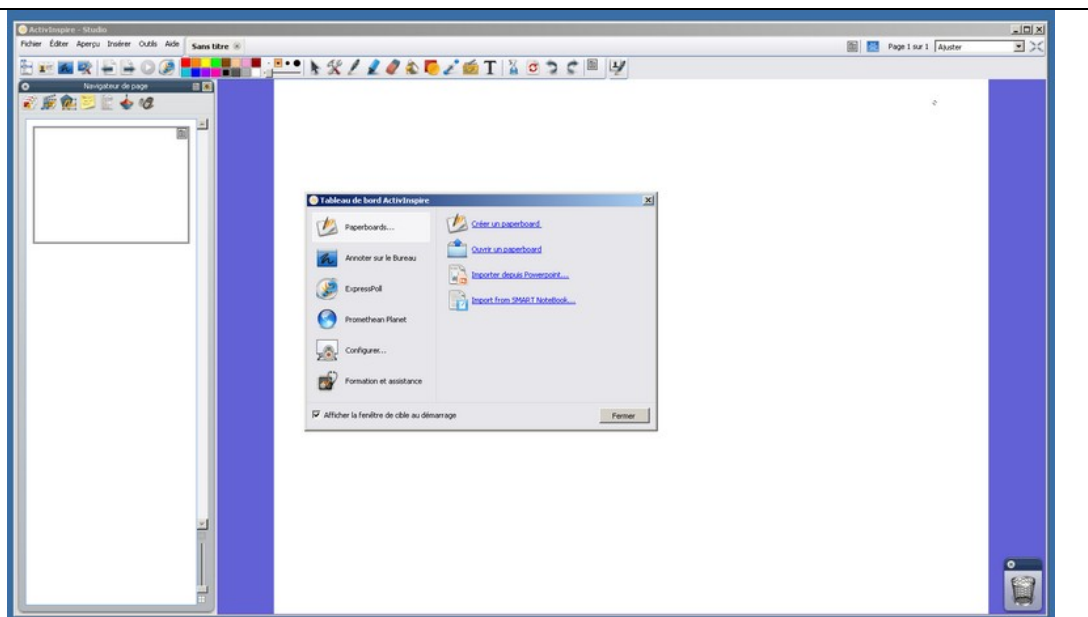 ActivInspire - Studio
Fichier Éditer Aperçu Insérer Outils Aide Sans titre
Page 1 sur 1 Ajuster
Navigateur de page
Tableau de bord ActivInspire
Paperboards...
Annoter sur le Bureau
ExpressPoll
Promethean Planet
Configurer...
Formation et assistance
Créer un paperboard
Ouvrir un paperboard
Importer depuis Powerpoint...
Import from SMART NoteBook...
Afficher la fenêtre de cible au démarrage
Fermer